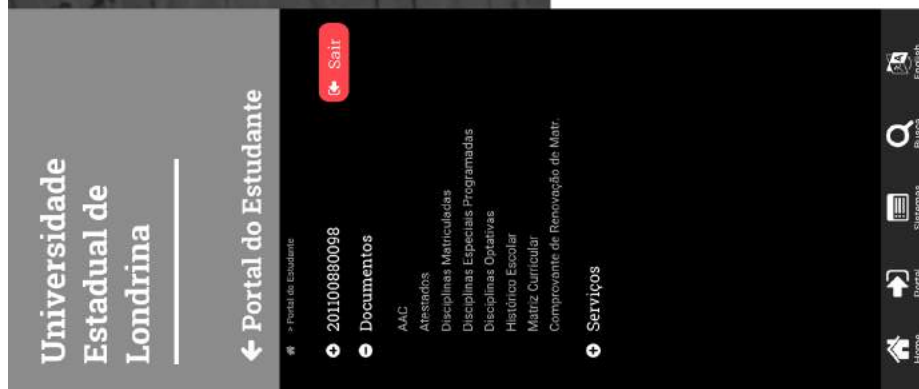 Universidade
Estadual de
Londrina
Portal do Estudante
> Portal do Estudante
201100880098
Sair
Documentos
AAC
Atestados
Disciplinas Matriculadas
Disciplinas Especiais Programadas
Disciplinas Optativas
Histórico Escolar
Matriz Curricular
Comprovante de Renovação de Matr.
Serviços
Home
Portal
Sistemas
Busca
English